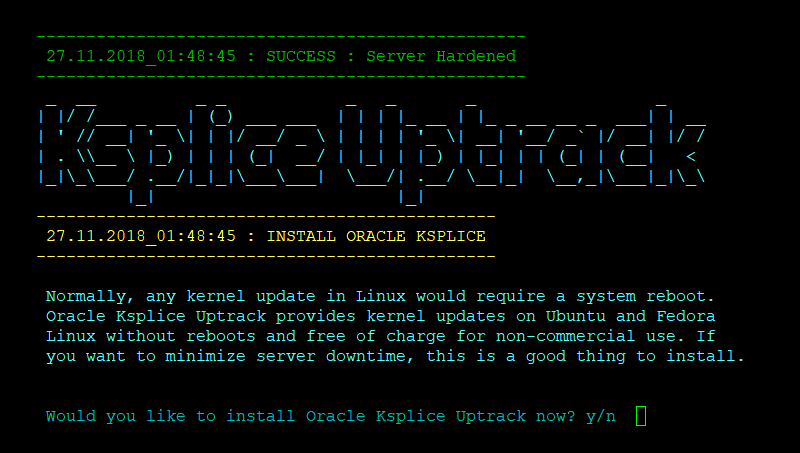 27.11.2018_01:48:45 : SUCCESS : Server Hardened
Ksplice Uptrack
27.11.2018_01:48:45 : INSTALL ORACLE KSPLICE
Normally, any kernel update in Linux would require a system reboot.
Oracle Ksplice Uptrack provides kernel updates on Ubuntu and Fedora
Linux without reboots and free of charge for non-commercial use. If
you want to minimize server downtime, this is a good thing to install.
Would you like to install Oracle Ksplice Uptrack now? y/n